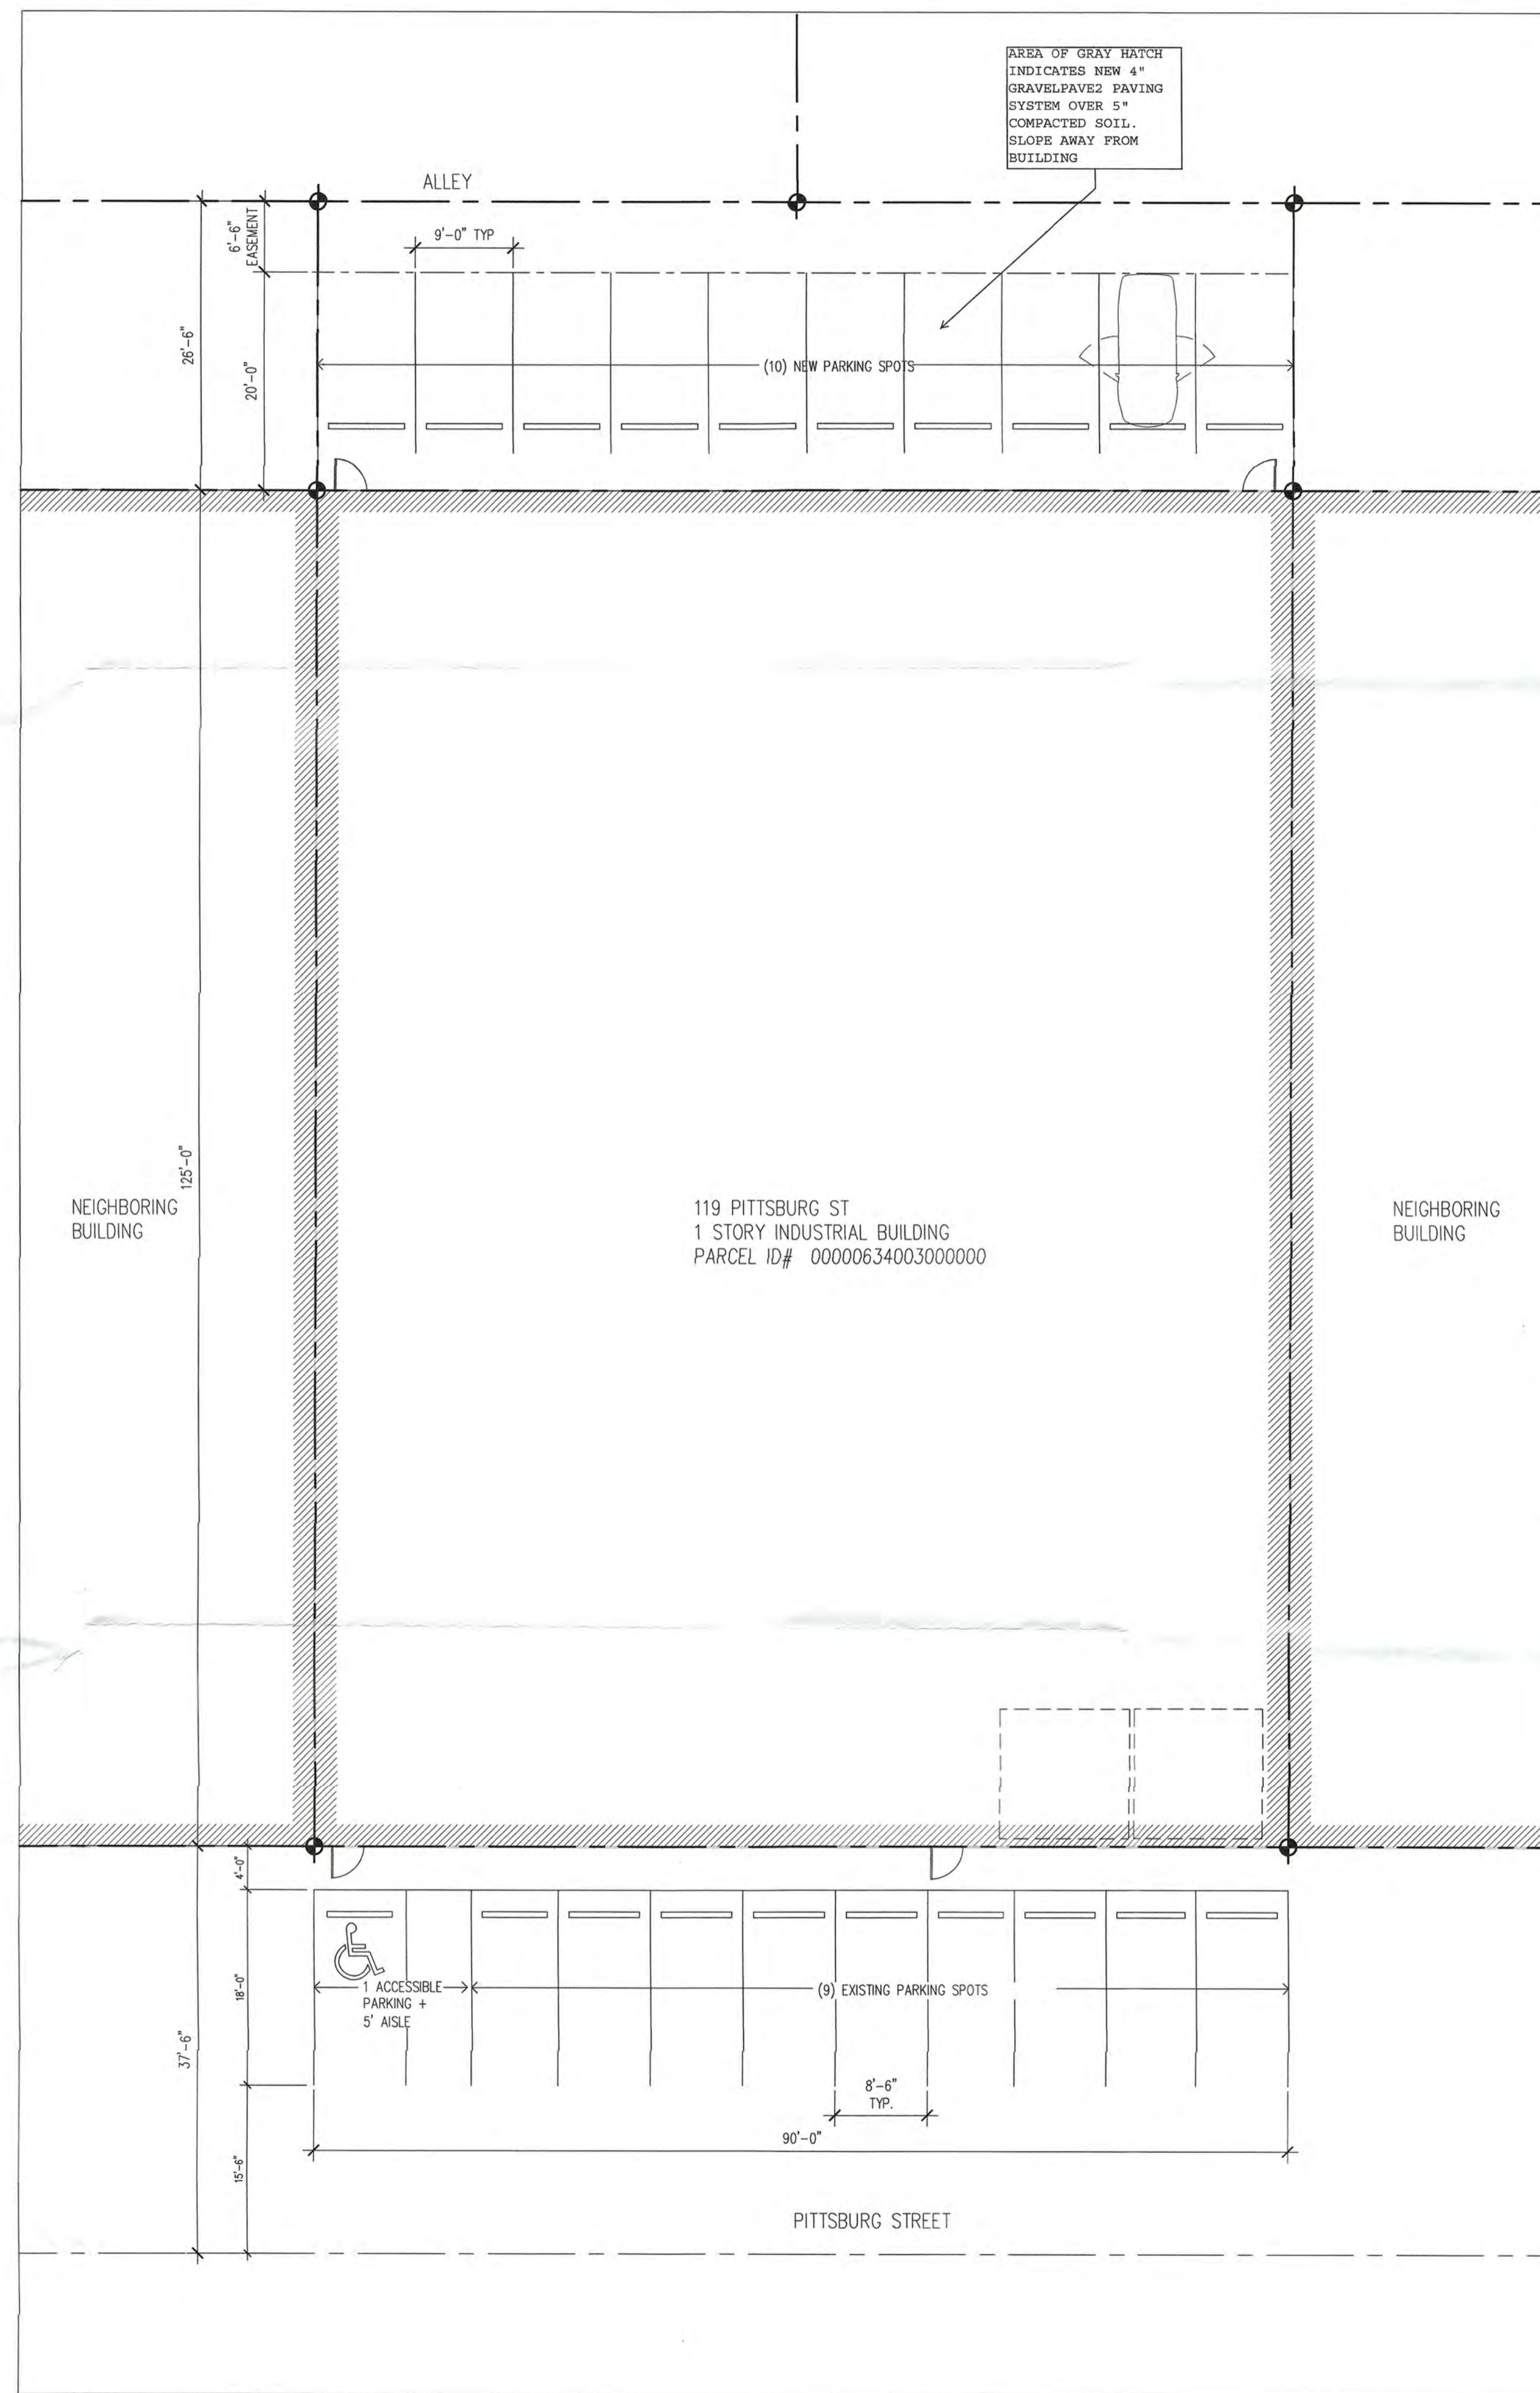 AREA OF GRAY HATCH
INDICATES NEW 4"
GRAVELPAVE2 PAVING
SYSTEM OVER 5"
COMPACTED SOIL.
SLOPE AWAY FROM
BUILDING
ALLEY
6'-6"
EASEMENT
9'-0" TYP
26'-6"
20'-0"
(10) NEW PARKING SPOTS
125'-0"
NEIGHBORING
BUILDING
119 PITTSBURG ST
1 STORY INDUSTRIAL BUILDING
PARCEL ID# 00000634003000000
NEIGHBORING
BUILDING
4'-0"
18'-0"
1 ACCESSIBLE
PARKING +
5' AISLE
(9) EXISTING PARKING SPOTS
37'-6"
8'-6"
TYP.
90'-0"
15'-6"
PITTSBURG STREET